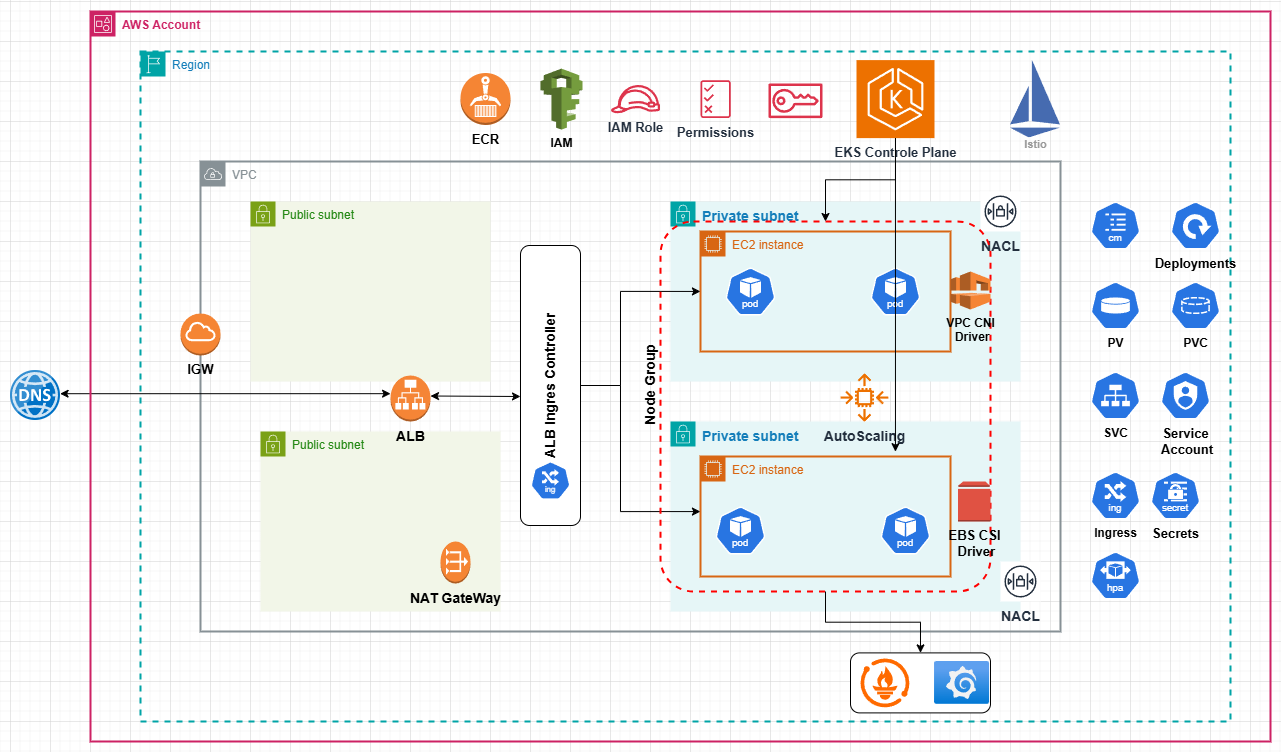 AWS Account
Region
ECR
IAM
IAM Role
Permissions
EKS Controle Plane
Istio
VPC
Public subnet
Private subnet
NACL
EC2 instance
pod
pod
VPC CNI
Driver
IGW
DNS
ALB
ALB Ingres Controller
ing
Node Group
AutoScaling
Public subnet
Private subnet
EC2 instance
pod
pod
EBS CSI
Driver
NAT GateWay
NACL
crn
Deployments
PV
PVC
SVC
Service
Account
ing
Ingress
secret
Secrets
hpa